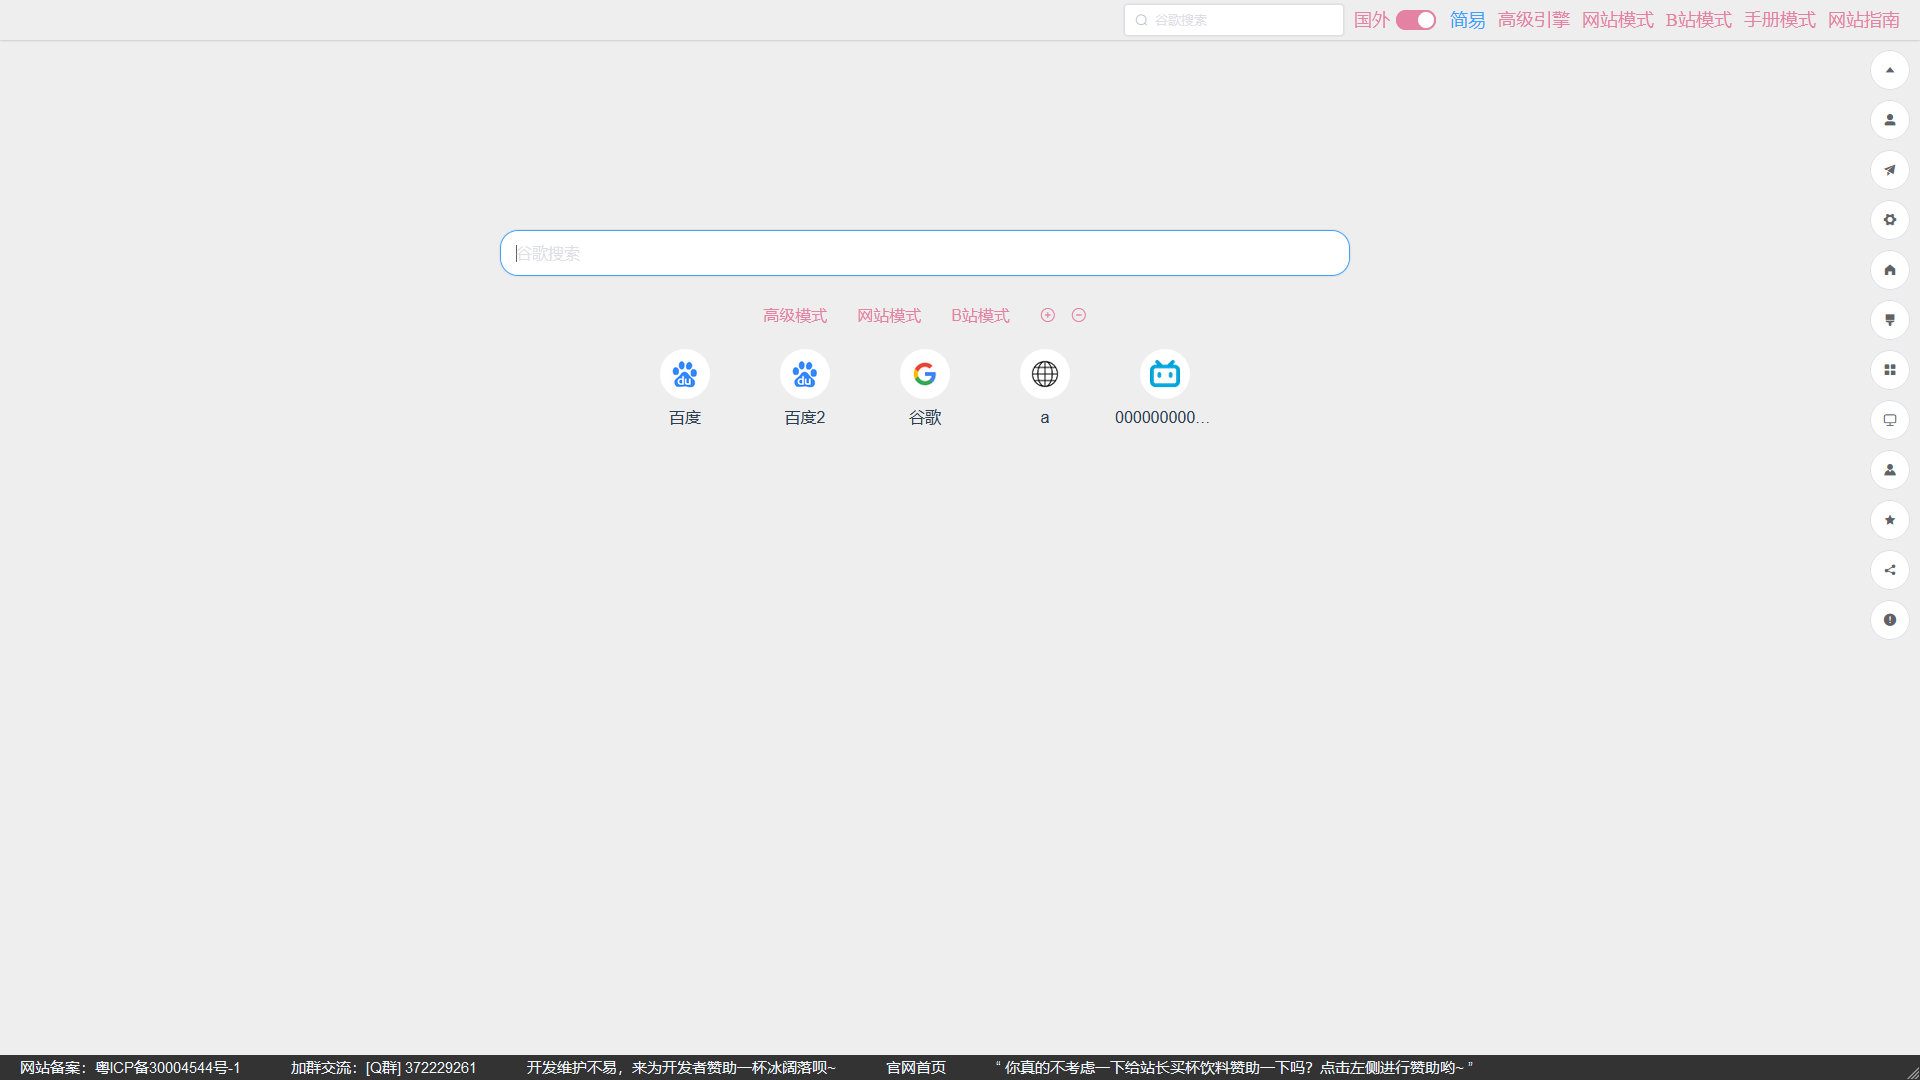 谷歌搜索 国外 简易 高级引擎 网站模式 B站模式 手册模式 网站指南
谷歌搜索
高级模式 网站模式 B站模式
百度 百度2 谷歌 a 000000000...
网站备案：粤ICP备30004544号-1 加群交流：[Q群] 372229261 开发维护不易，来为开发者赞助一杯冰阔落呗~ 官网首页 “ 你真的不考虑一下给站长买杯饮料赞助一下吗？点击左侧进行赞助哟~ ”